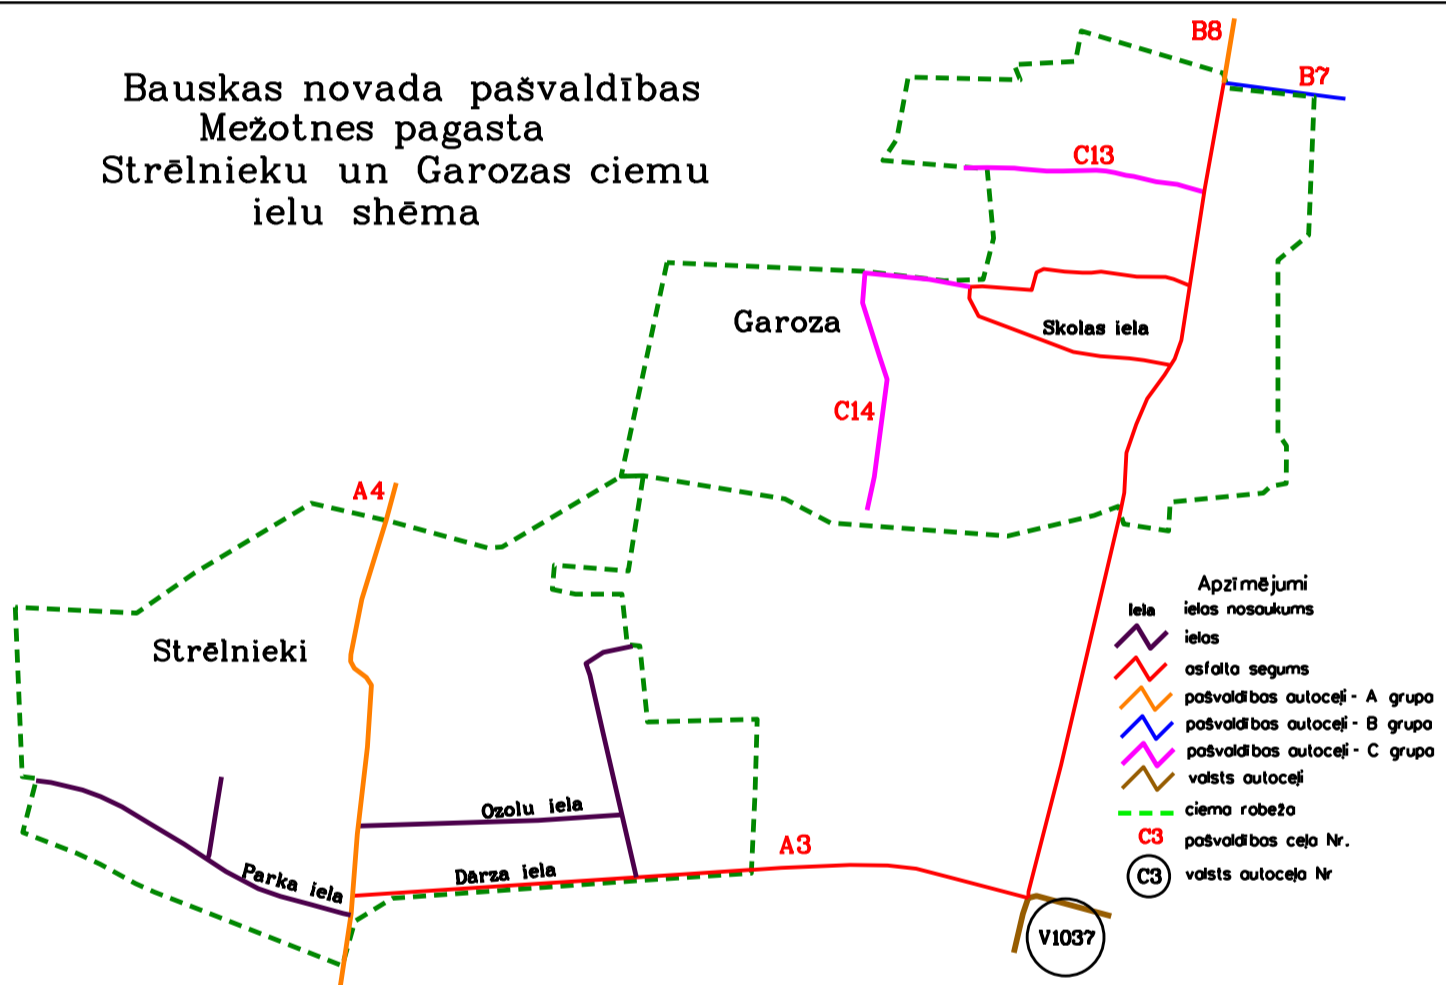 Bauskas novada pašvaldības
Mežotnes pagasta
Strēlnieku un Garozas ciemu
ielu shēma
B8
B7
C13
Garoza
Skolas iela
C14
A4
Strēlnieki
Ozolu iela
Parka iela
Dārza iela
A3
V1037
Apzīmējumi
Iela ielas nosaukums
ielas
asfalta segums
pašvaldības autoceļi - A grupa
pašvaldības autoceļi - B grupa
pašvaldības autoceļi - C grupa
valsts autoceļi
ciema robeža
C3 pašvaldības ceļa Nr.
C3 valsts autoceļa Nr